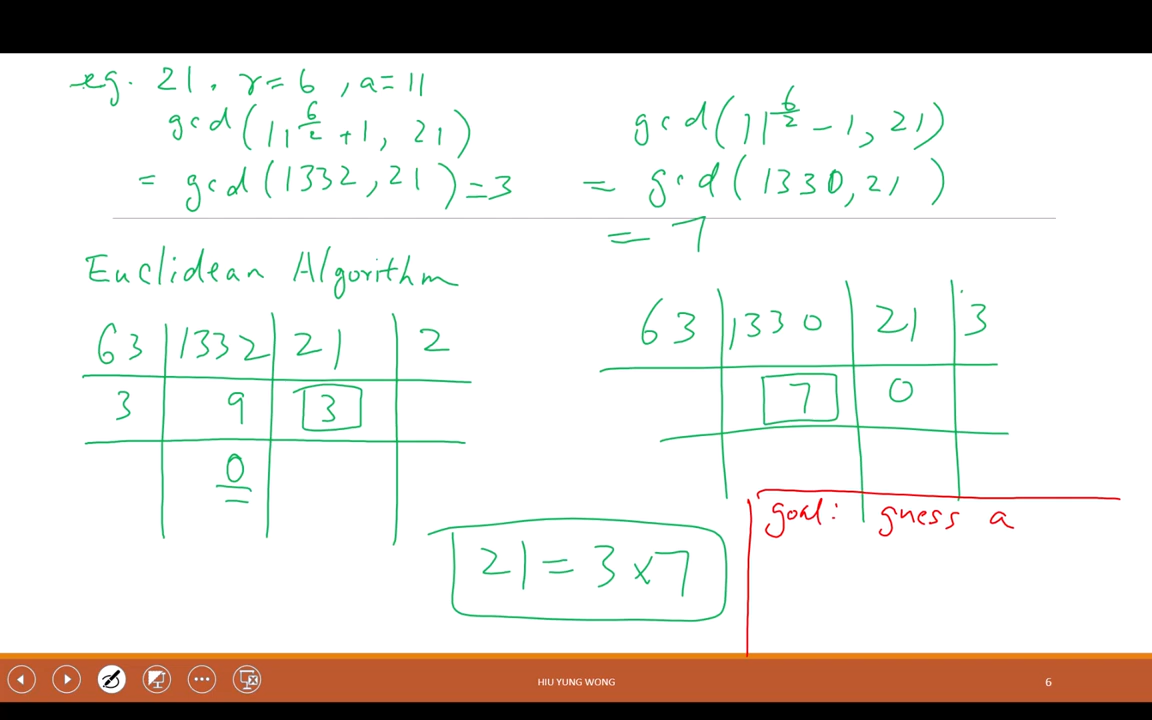 eg. 21, r=6, a=11
gcd(11^{6/2}+1, 21)
= gcd(1332, 21)=3
gcd(11^{6/2}-1, 21)
= gcd(1330, 21)
= 7
Euclidean Algorithm
63 1332 21 2
3 9 3
0
63 1330 21 3
7 0
21=3×7
goal: guess a
HIU YUNG WONG
6